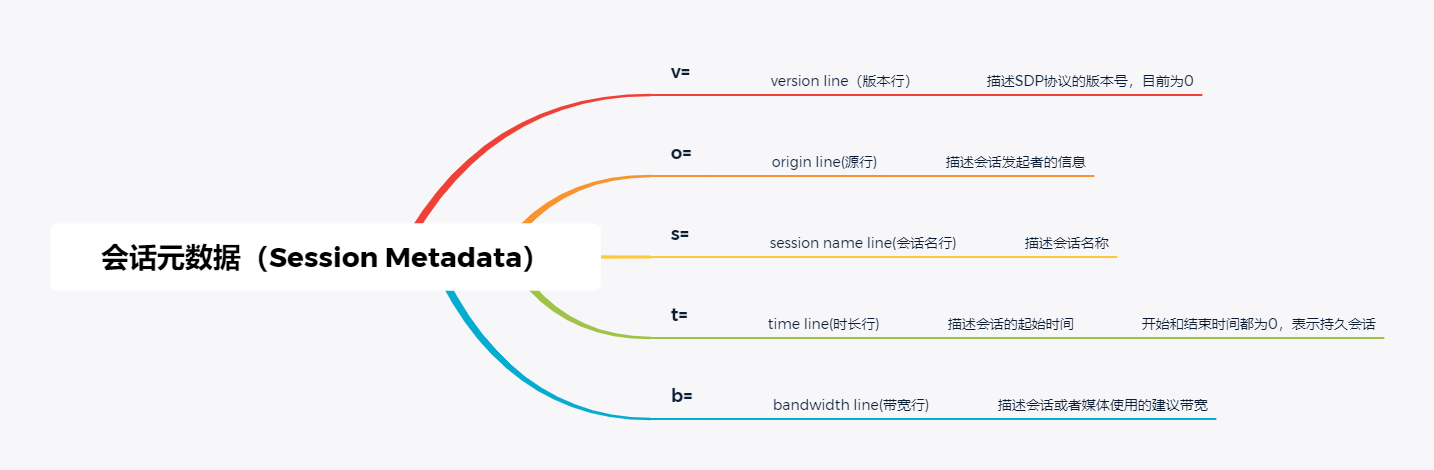 v= version line（版本行） 描述SDP协议的版本号，目前为0
o= origin line(源行) 描述会话发起者的信息
会话元数据（Session Metadata） s= session name line(会话名行) 描述会话名称
t= time line(时长行) 描述会话的起始时间 开始和结束时间都为0，表示持久会话
b= bandwidth line(带宽行) 描述会话或者媒体使用的建议带宽